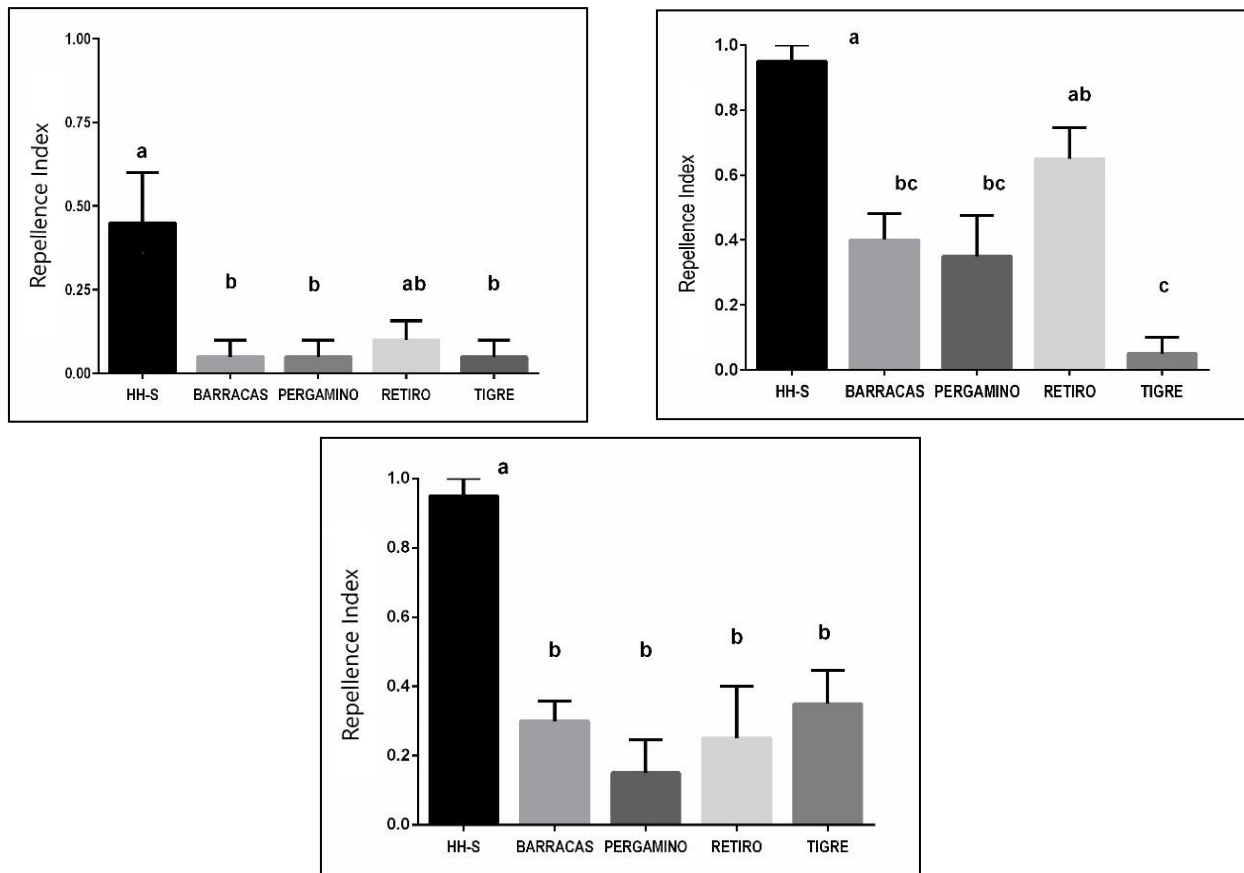 Repellence Index
1.00
0.75
0.50
0.25
0.00
a
b
b
ab
b
HH-S BARRACAS PERGAMINO RETIRO TIGRE
Repellence Index
1.0
0.8
0.6
0.4
0.2
0.0
a
bc
bc
ab
c
HH-S BARRACAS PERGAMINO RETIRO TIGRE
Repellence Index
1.0
0.8
0.6
0.4
0.2
0.0
a
b
b
b
b
HH-S BARRACAS PERGAMINO RETIRO TIGRE